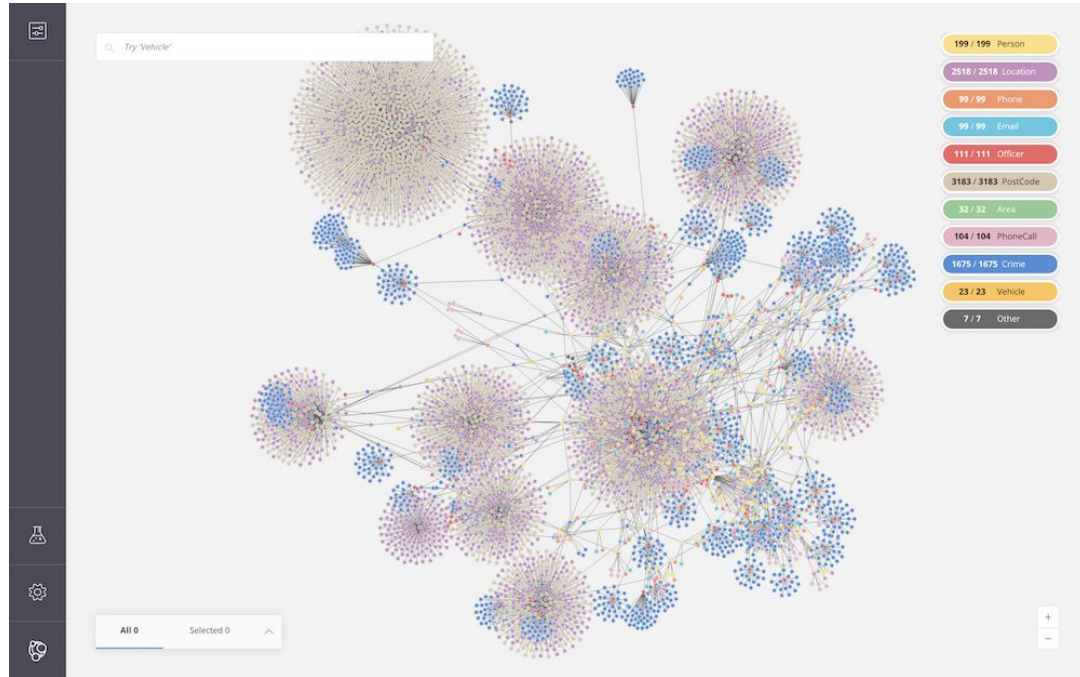 Try 'Vehicle'
199 / 199 Person
2518 / 2518 Location
99 / 99 Phone
99 / 99 Email
111 / 111 Officer
3183 / 3183 PostCode
32 / 32 Area
104 / 104 PhoneCall
1675 / 1675 Crime
23 / 23 Vehicle
7 / 7 Other
All 0 Selected 0
+
−